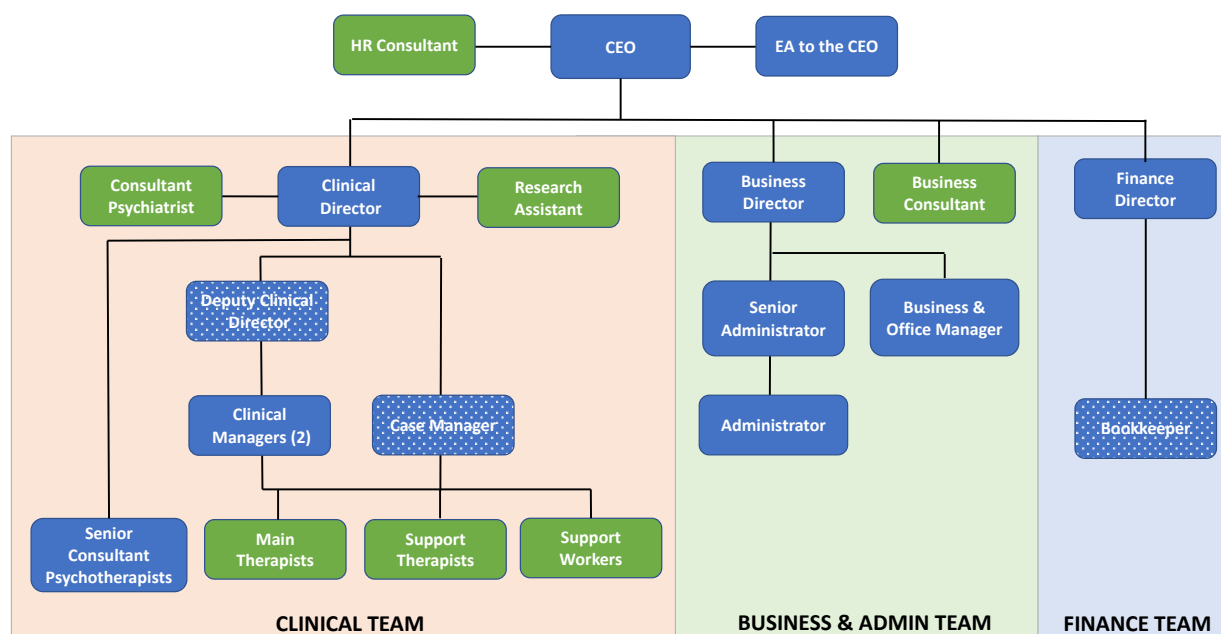 HR Consultant
CEO
EA to the CEO
Consultant
Psychiatrist
Clinical
Director
Research
Assistant
Business
Director
Business
Consultant
Finance
Director
Deputy Clinical
Director
Senior
Administrator
Business &
Office Manager
Clinical
Managers (2)
Case Manager
Administrator
Bookkeeper
Senior
Consultant
Psychotherapists
Main
Therapists
Support
Therapists
Support
Workers
CLINICAL TEAM
BUSINESS & ADMIN TEAM
FINANCE TEAM